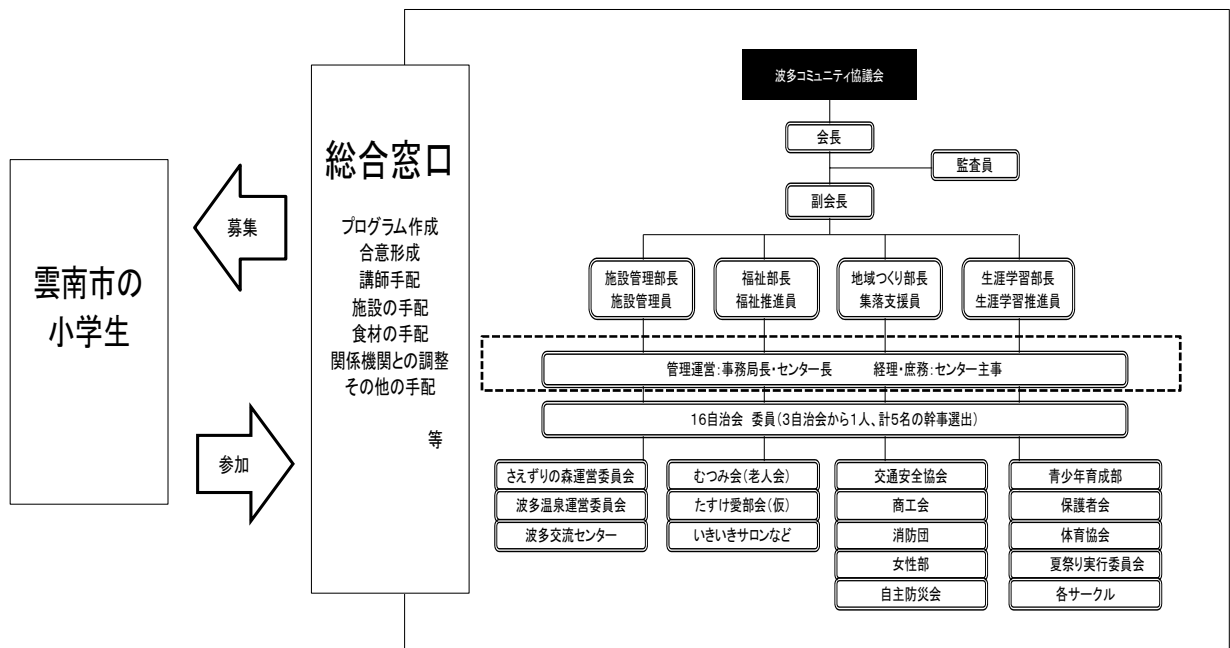 雲南市の
小学生
募集
参加
総合窓口
プログラム作成
合意形成
講師手配
施設の手配
食材の手配
関係機関との調整
その他の手配
等
波多コミュニティ協議会
会長
監査員
副会長
施設管理部長
施設管理員
福祉部長
福祉推進員
地域つくり部長
集落支援員
生涯学習部長
生涯学習推進員
管理運営:事務局長・センター長 経理・庶務:センター主事
16自治会 委員(3自治会から1人、計5名の幹事選出)
さえずりの森運営委員会
波多温泉運営委員会
波多交流センター
むつみ会(老人会)
たすけ愛部会(仮)
いきいきサロンなど
交通安全協会
商工会
消防団
女性部
自主防災会
青少年育成部
保護者会
体育協会
夏祭り実行委員会
各サークル